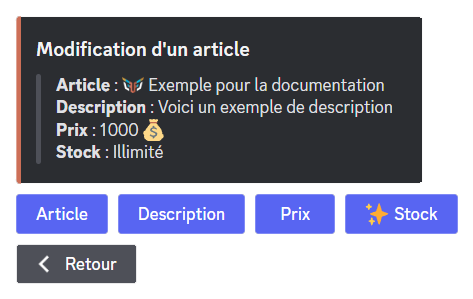 Modification d'un article
Article : Exemple pour la documentation
Description : Voici un exemple de description
Prix : 1000
Stock : Illimité
Article Description Prix Stock
Retour